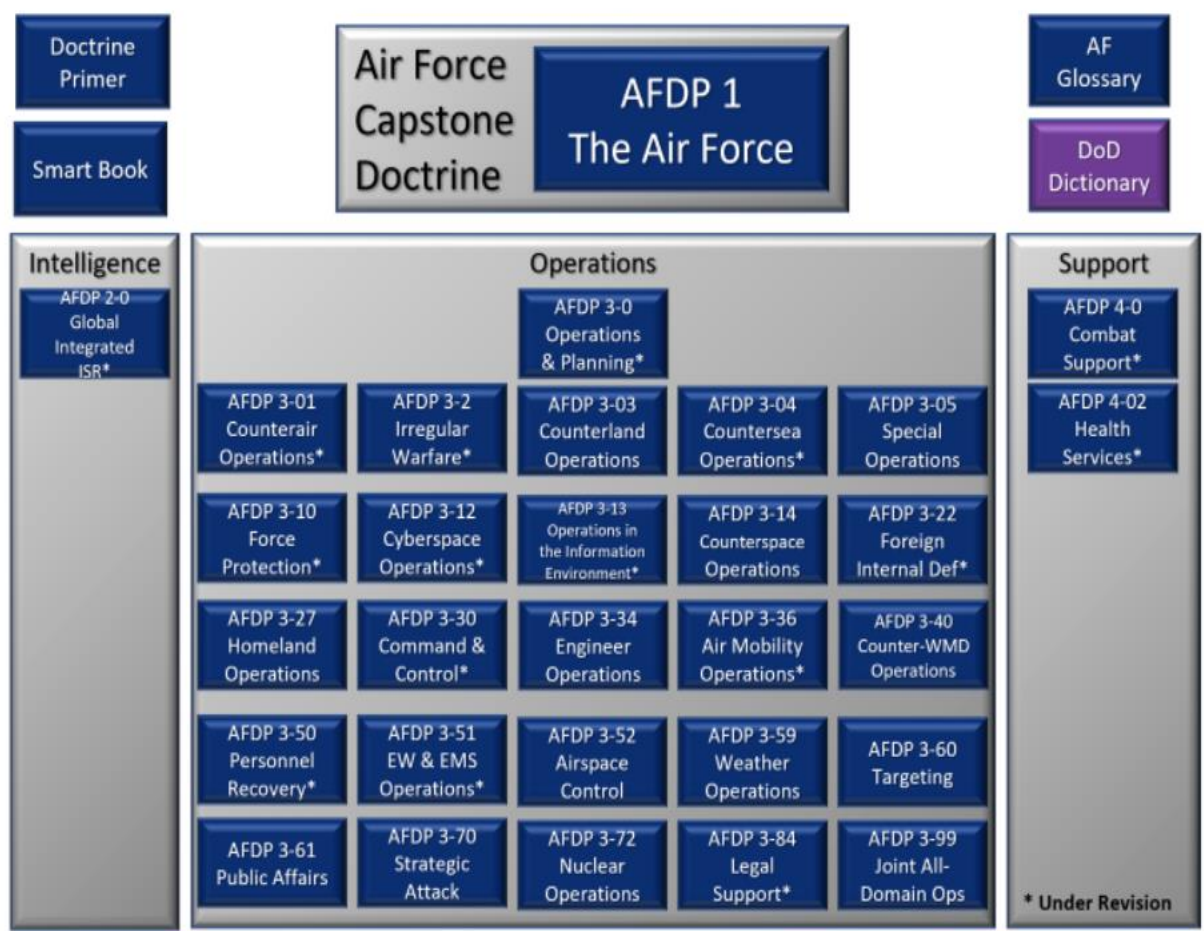 Doctrine
Primer
Smart Book
Air Force
Capstone
Doctrine
AFDP 1
The Air Force
AF
Glossary
DoD
Dictionary
Intelligence
AFDP 2-0
Global
Integrated
ISR*
Operations
AFDP 3-0
Operations
& Planning*
AFDP 3-01
Counterair
Operations*
AFDP 3-2
Irregular
Warfare*
AFDP 3-03
Counterland
Operations
AFDP 3-04
Countersea
Operations*
AFDP 3-05
Special
Operations
AFDP 3-10
Force
Protection*
AFDP 3-12
Cyberspace
Operations*
AFDP 3-13
Operations in
the Information
Environment*
AFDP 3-14
Counterspace
Operations
AFDP 3-22
Foreign
Internal Def*
AFDP 3-27
Homeland
Operations
AFDP 3-30
Command &
Control*
AFDP 3-34
Engineer
Operations
AFDP 3-36
Air Mobility
Operations*
AFDP 3-40
Counter-WMD
Operations
AFDP 3-50
Personnel
Recovery*
AFDP 3-51
EW & EMS
Operations*
AFDP 3-52
Airspace
Control
AFDP 3-59
Weather
Operations
AFDP 3-60
Targeting
AFDP 3-61
Public Affairs
AFDP 3-70
Strategic
Attack
AFDP 3-72
Nuclear
Operations
AFDP 3-84
Legal
Support*
AFDP 3-99
Joint All-
Domain Ops
Support
AFDP 4-0
Combat
Support*
AFDP 4-02
Health
Services*
* Under Revision